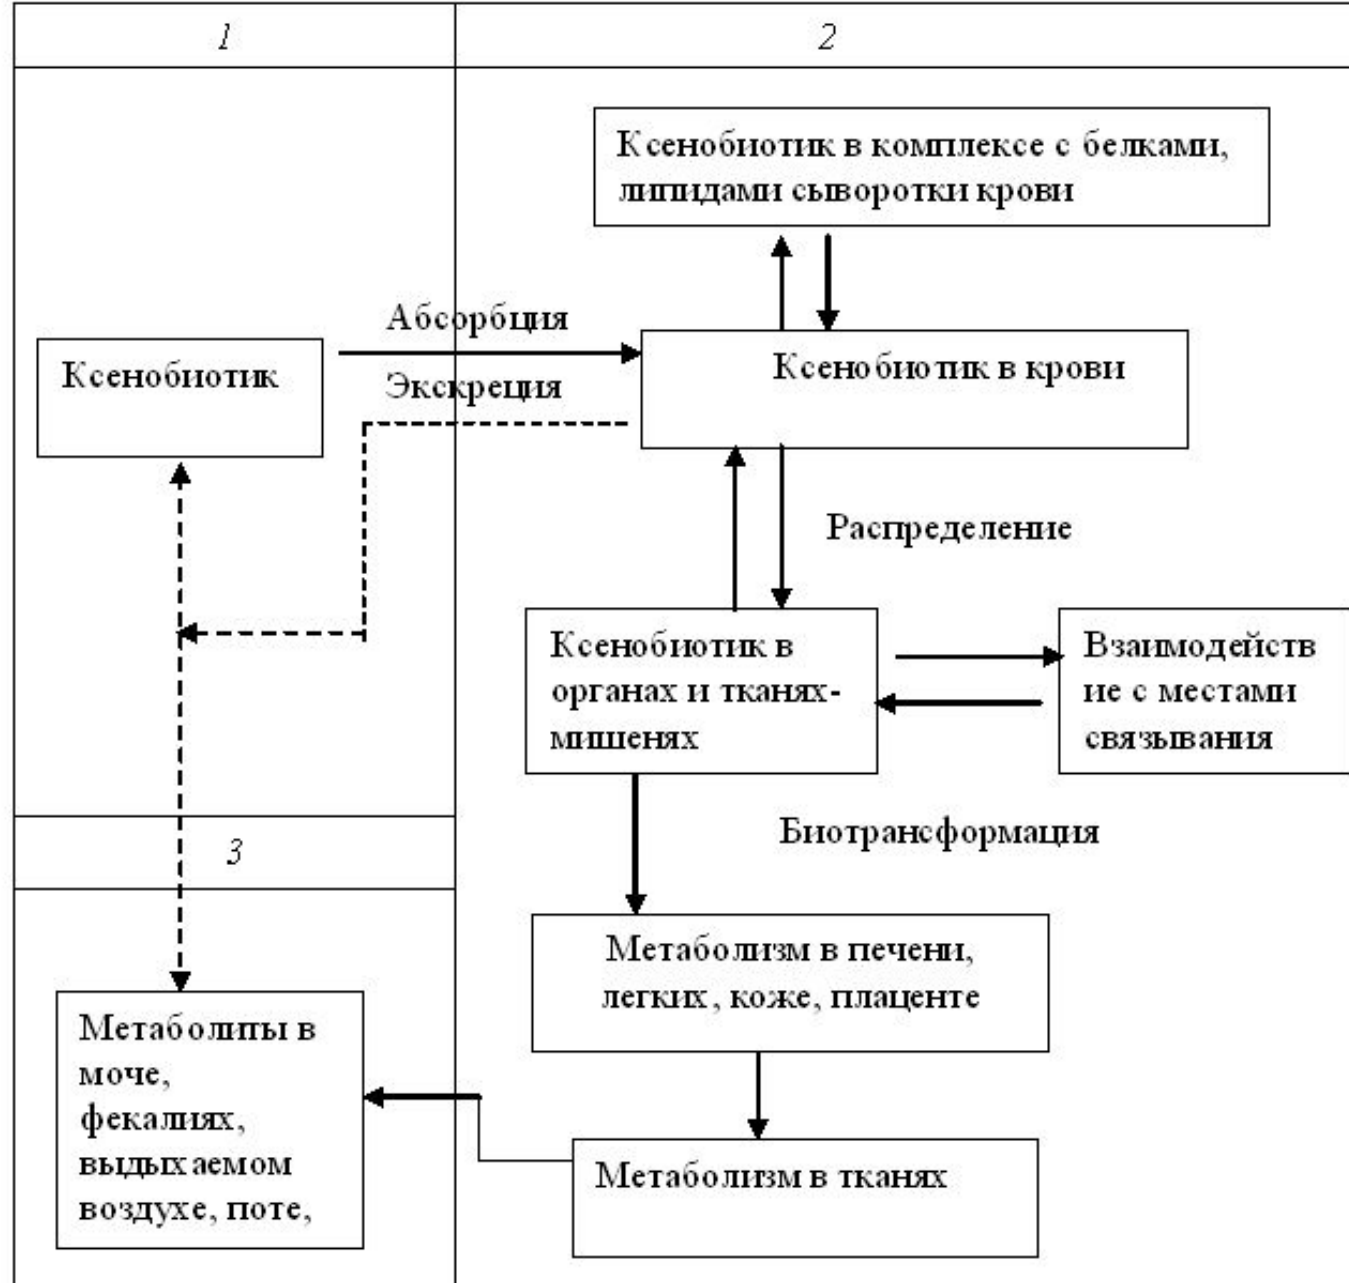 1
2
Ксенобиотик в комплексе с белками,
липидами сыворотки крови
Абсорбция
Ксенобиотик
Ксенобиотик в крови
Экскреция
Распределение
Ксенобиотик в
органах и тканях-
мишенях
Взаимодейств
ие с местами
связывания
Биотрансформация
3
Метаболизм в печени,
легких, коже, плаценте
Метаболиты в
моче,
фекалиях,
выдыхаемом
воздухе, поте,
Метаболизм в тканях